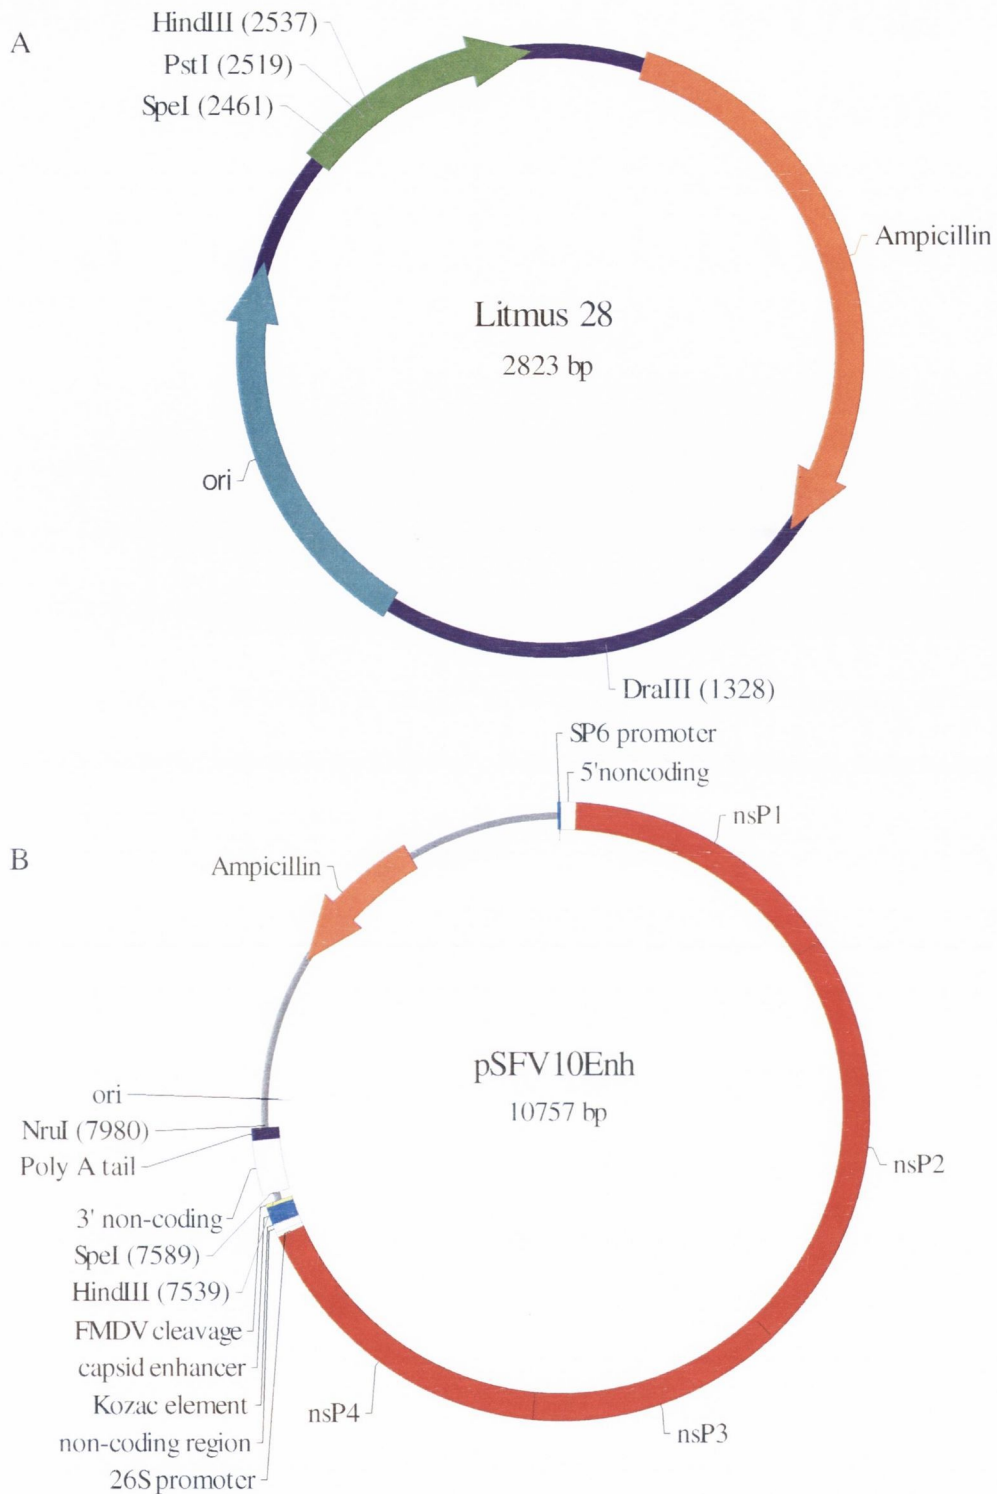 A
HindIII (2537)
PstI (2519)
SpeI (2461)
Ampicillin
Litmus 28
2823 bp
ori
DraIII (1328)
B
SP6 promoter
5'noncoding
nsP1
Ampicillin
pSFV10Enh
10757 bp
ori
NruI (7980)
Poly A tail
nsP2
3' non-coding
SpeI (7589)
HindIII (7539)
FMDV cleavage
capsid enhancer
Kozac element
nsP4
nsP3
non-coding region
26S promoter